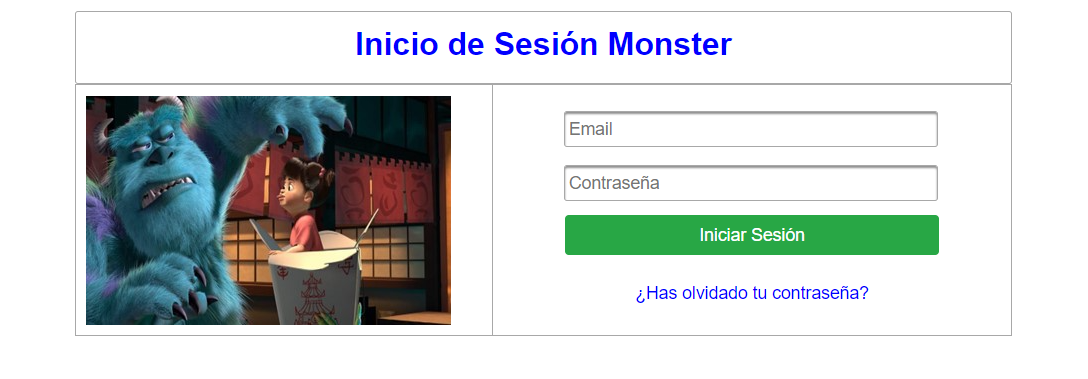 Inicio de Sesión Monster
Email
Contraseña
Iniciar Sesión
¿Has olvidado tu contraseña?